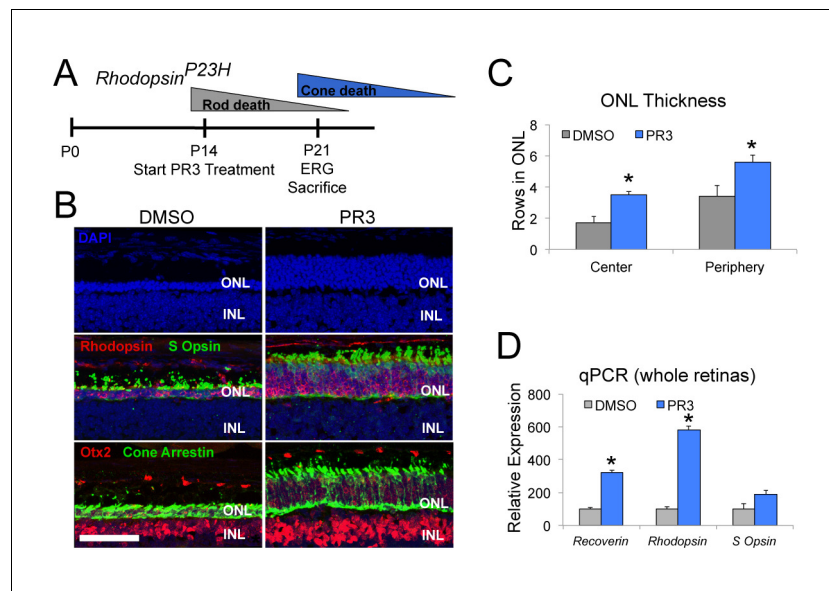 A
Rhodopsin^P23H
Rod death
Cone death
P0
P14
Start PR3 Treatment
P21
ERG
Sacrifice
B
DMSO
PR3
DAPI
ONL
INL
ONL
INL
Rhodopsin
S Opsin
ONL
INL
ONL
INL
Otx2
Cone Arrestin
ONL
INL
ONL
INL
C
ONL Thickness
DMSO
PR3
Rows in ONL
8
6
4
2
0
*
*
Center
Periphery
D
qPCR (whole retinas)
DMSO
PR3
Relative Expression
800
600
400
200
0
*
*
Recoverin
Rhodopsin
S Opsin